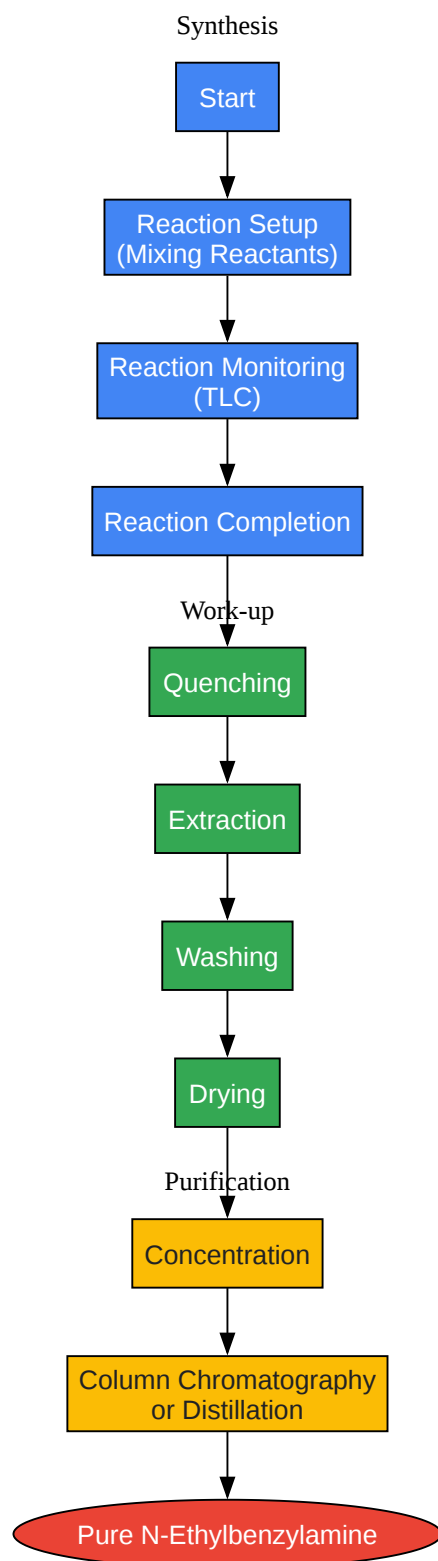 Synthesis
Start
Reaction Setup
(Mixing Reactants)
Reaction Monitoring
(TLC)
Reaction Completion
Work-up
Quenching
Extraction
Washing
Drying
Purification
Concentration
Column Chromatography
or Distillation
Pure N-Ethylbenzylamine